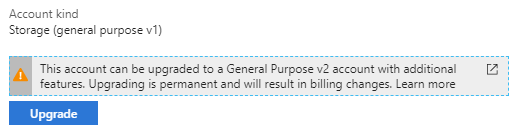 Account kind
Storage (general purpose v1)
This account can be upgraded to a General Purpose v2 account with additional
features. Upgrading is permanent and will result in billing changes. Learn more
Upgrade